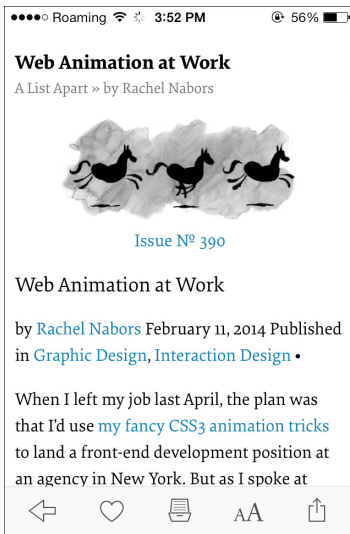 Roaming 3:52 PM 56%
Web Animation at Work
A List Apart » by Rachel Nabors
Issue Nº 390
Web Animation at Work
by Rachel Nabors February 11, 2014 Published
in Graphic Design, Interaction Design •
When I left my job last April, the plan was
that I’d use my fancy CSS3 animation tricks
to land a front-end development position at
an agency in New York. But as I spoke at
AA